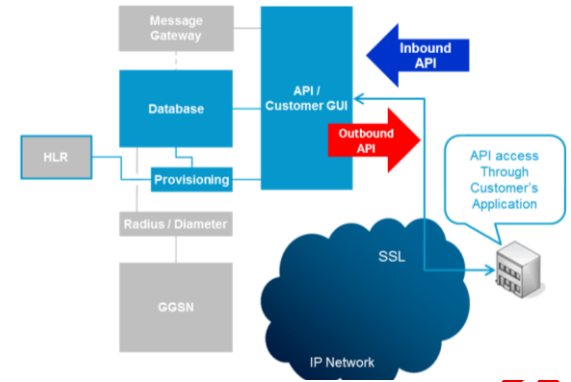 Message
Gateway
Database
HLR
Provisioning
Radius / Diameter
GGSN
API /
Customer GUI
Inbound
API
Outbound
API
API access
Through
Customer's
Application
SSL
IP Network